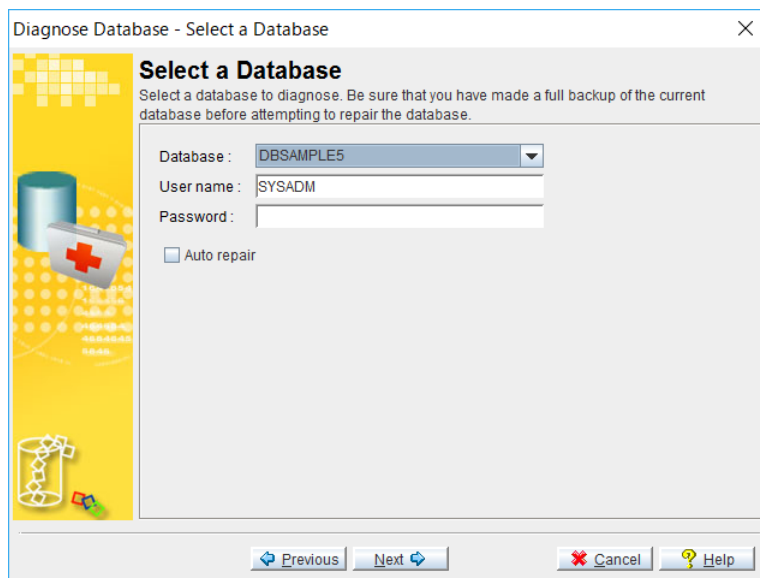 Diagnose Database - Select a Database
Select a Database
Select a database to diagnose. Be sure that you have made a full backup of the current
database before attempting to repair the database.
Database : DBSAMPLE5
User name : SYSADM
Password :
Auto repair
Previous Next Cancel Help